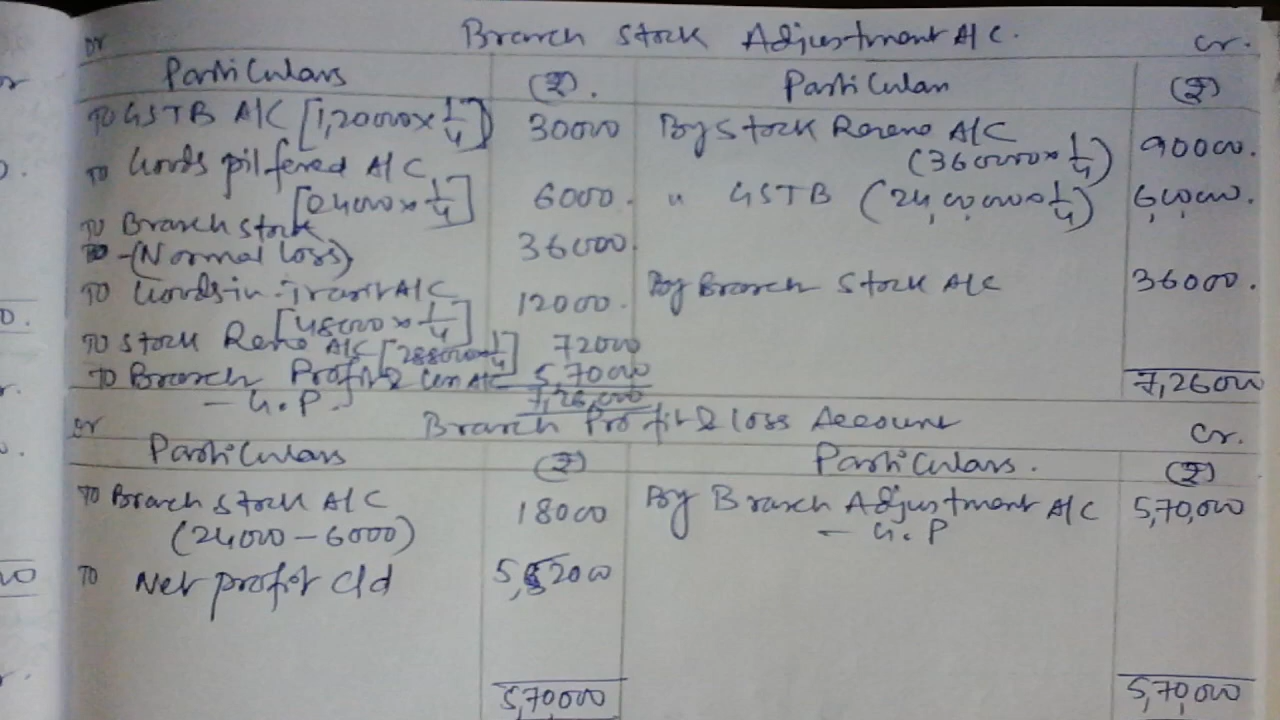 Dr Branch Stock Adjustment A/C. Cr.
Particulars (₹). Particulars (₹)
To GSTB A/C [1,20000 × 1/4] 30000 By Stock Reserve A/C (360000 × 1/4) 90000.
To Goods pilfered A/C [24000 × 1/4] 6000. " GSTB (24,00,000 × 1/4) 6,00,000.
To Branch stock
- (Normal loss) 36000 By Branch Stock A/c 36000.
To Goods in-transit A/C [48000 × 1/4] 12000.
To Stock Reserve A/C [288000 × 1/4] 72000
To Branch Profit & Loss A/C 5,70000
- G.P. 7,26,000 7,26000
Dr Branch Profit & Loss Account Cr.
Particulars (₹) Particulars. (₹)
To Branch Stock A/C 18000 By Branch Adjustment A/C 5,70,000
(24000 - 6000) - G.P
To Net profit c/d 5,52000
5,70000 5,70,000